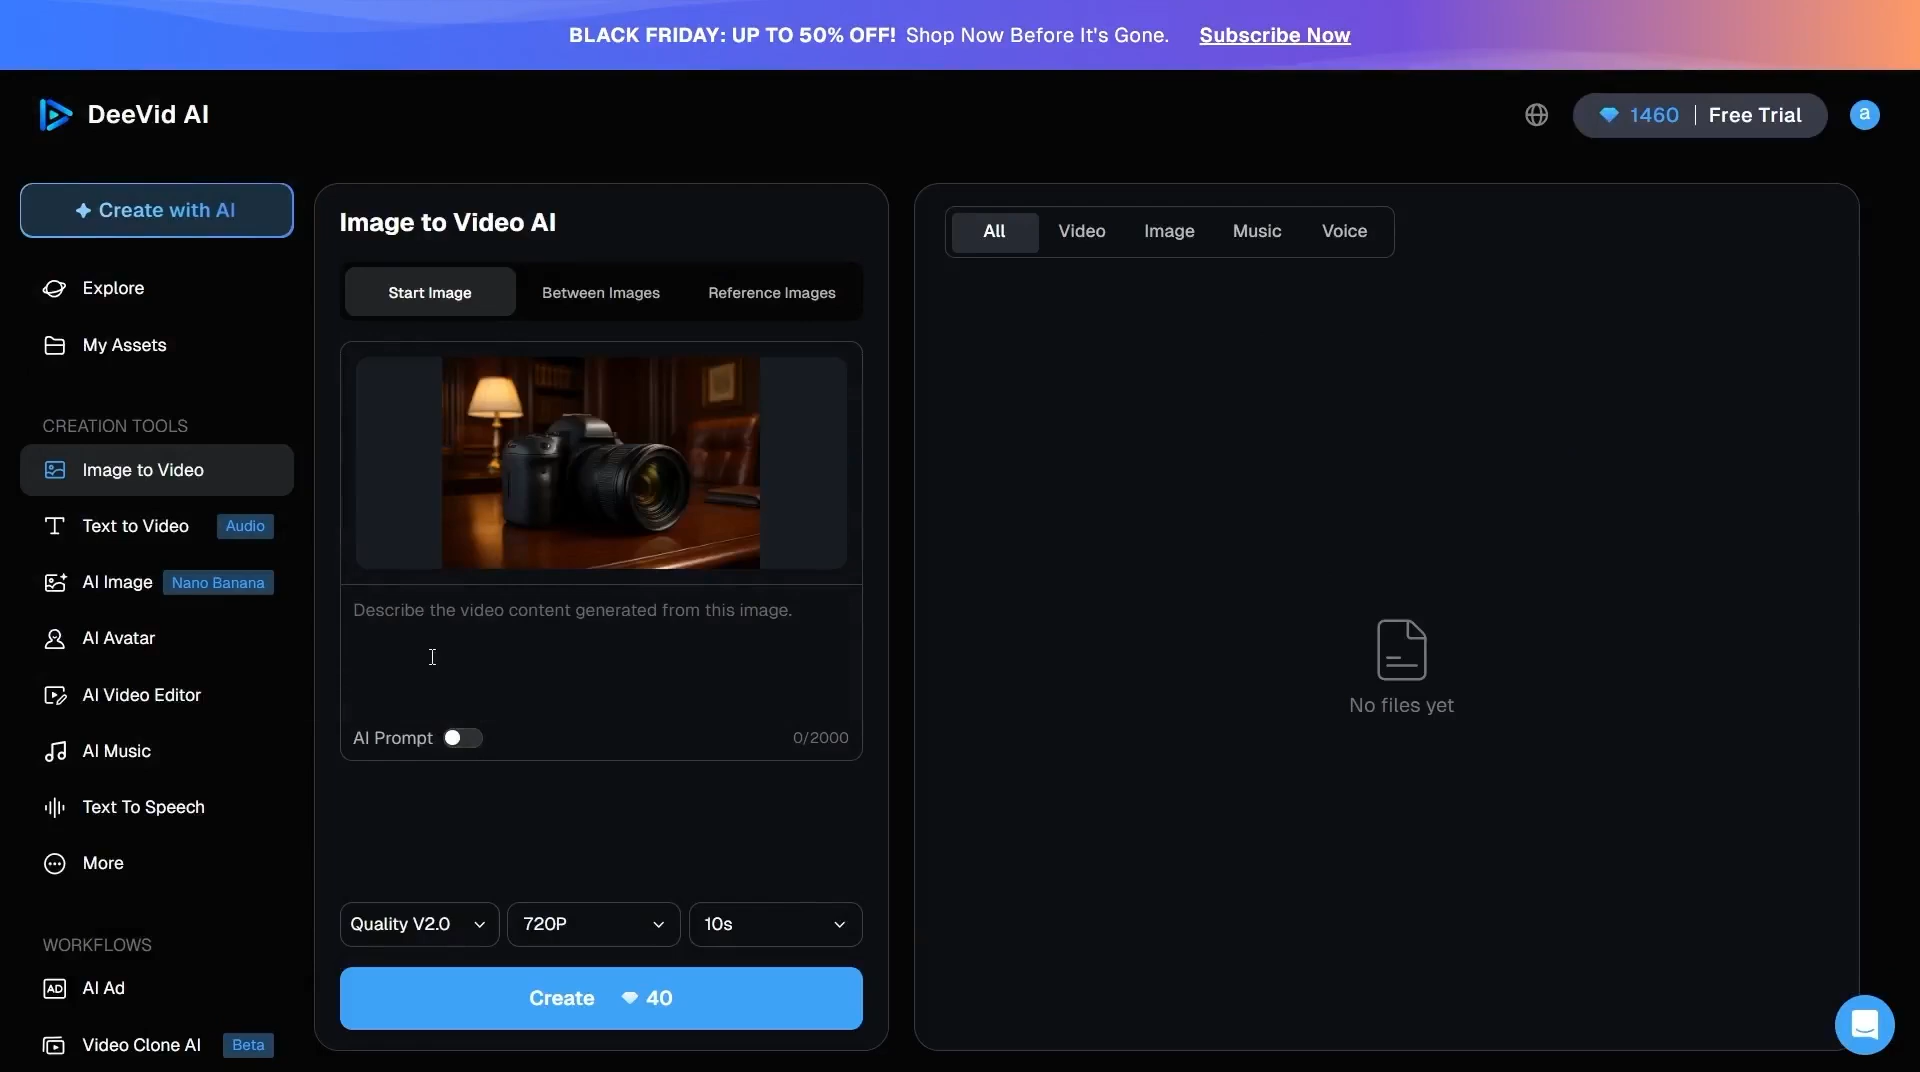 BLACK FRIDAY: UP TO 50% OFF! Shop Now Before It's Gone. Subscribe Now
DeeVid AI
1460 | Free Trial
a
Create with AI
Explore
My Assets
CREATION TOOLS
Image to Video
Text to Video Audio
AI Image Nano Banana
AI Avatar
AI Video Editor
AI Music
Text To Speech
More
WORKFLOWS
AD AI Ad
Video Clone AI Beta
Image to Video AI
Start Image Between Images Reference Images
Describe the video content generated from this image.
AI Prompt 0/2000
Quality V2.0 720P 10s
Create 40
All Video Image Music Voice
No files yet